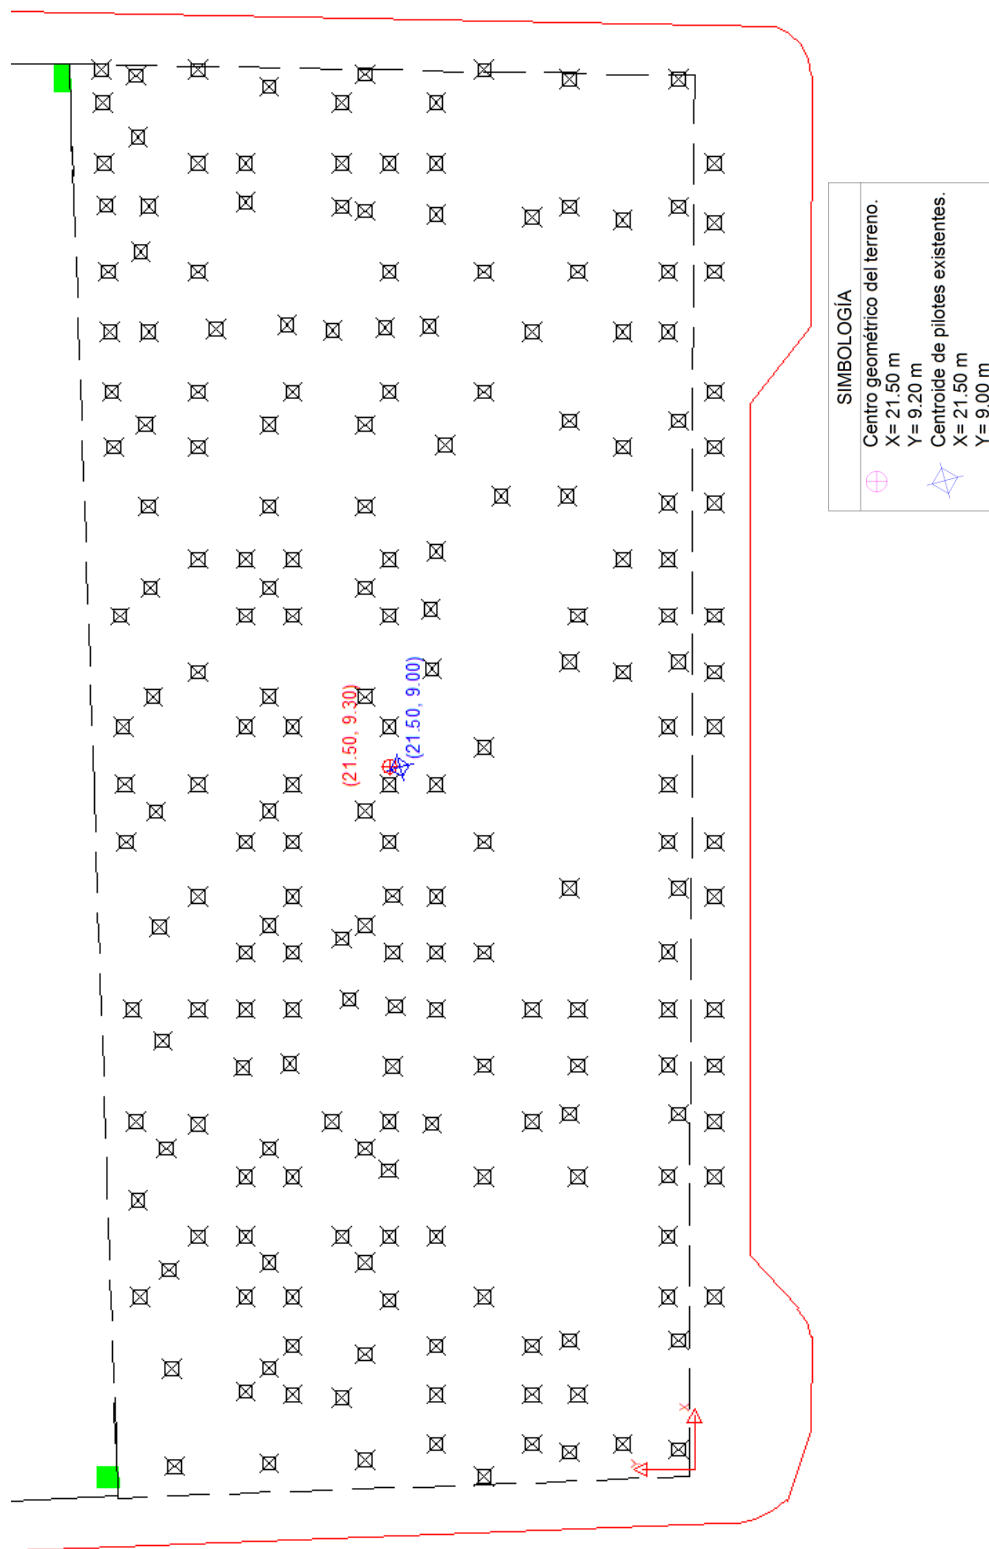 SIMBOLOGÍA
Centro geométrico del terreno.
X= 21.50 m
Y= 9.20 m
Centroide de pilotes existentes.
X= 21.50 m
Y= 9.00 m
(21.50, 9.30)
(21.50, 9.00)
X
Y